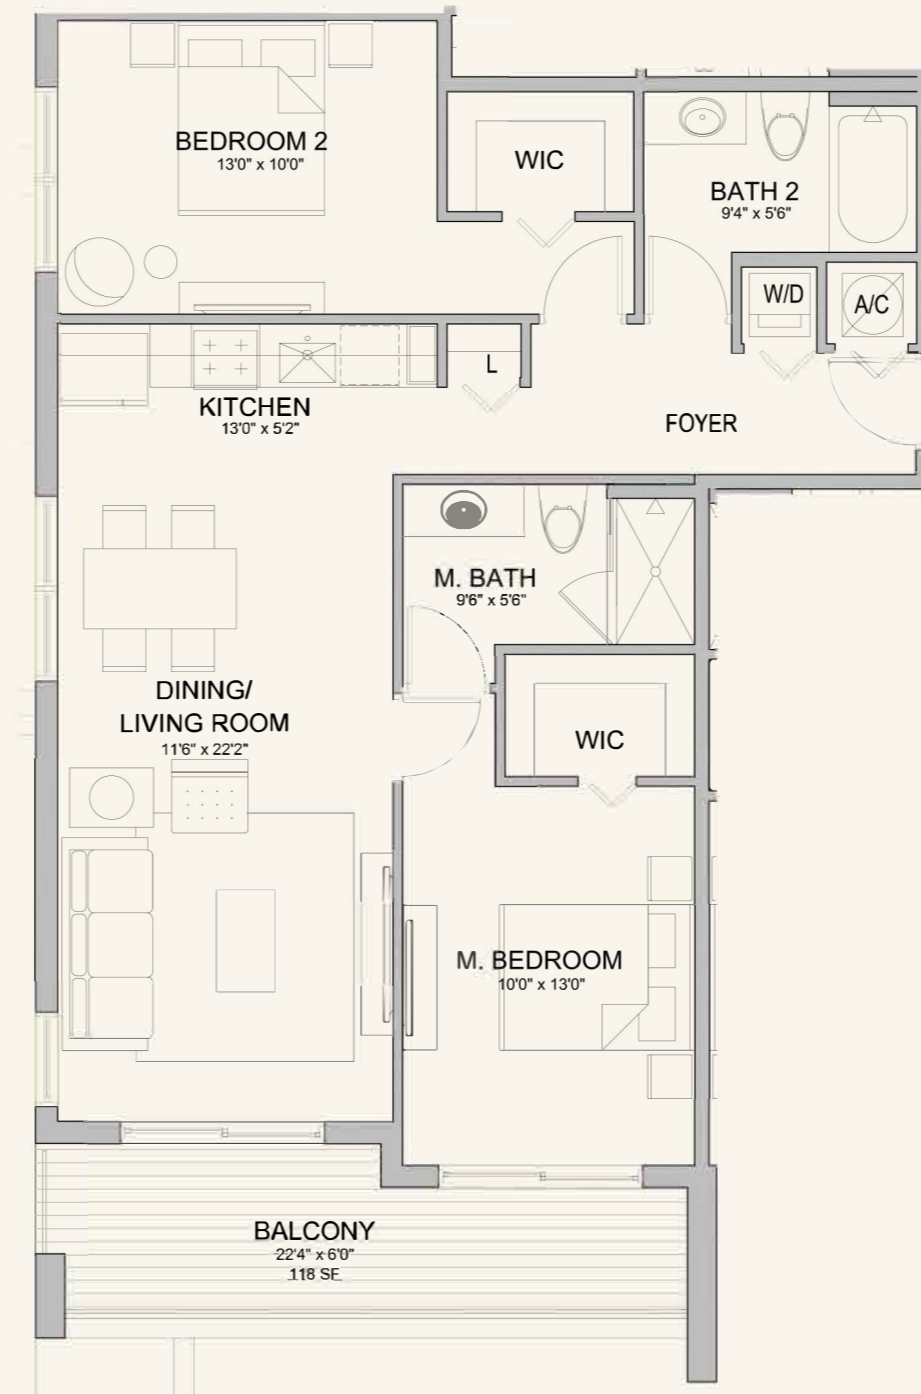 BEDROOM 2
13'0" x 10'0"
WIC
BATH 2
9'4" x 5'6"
W/D
A/C
L
KITCHEN
13'0" x 5'2"
FOYER
M. BATH
9'6" x 5'6"
DINING/
LIVING ROOM
11'6" x 22'2"
WIC
M. BEDROOM
10'0" x 13'0"
BALCONY
22'4" x 6'0"
118 SF